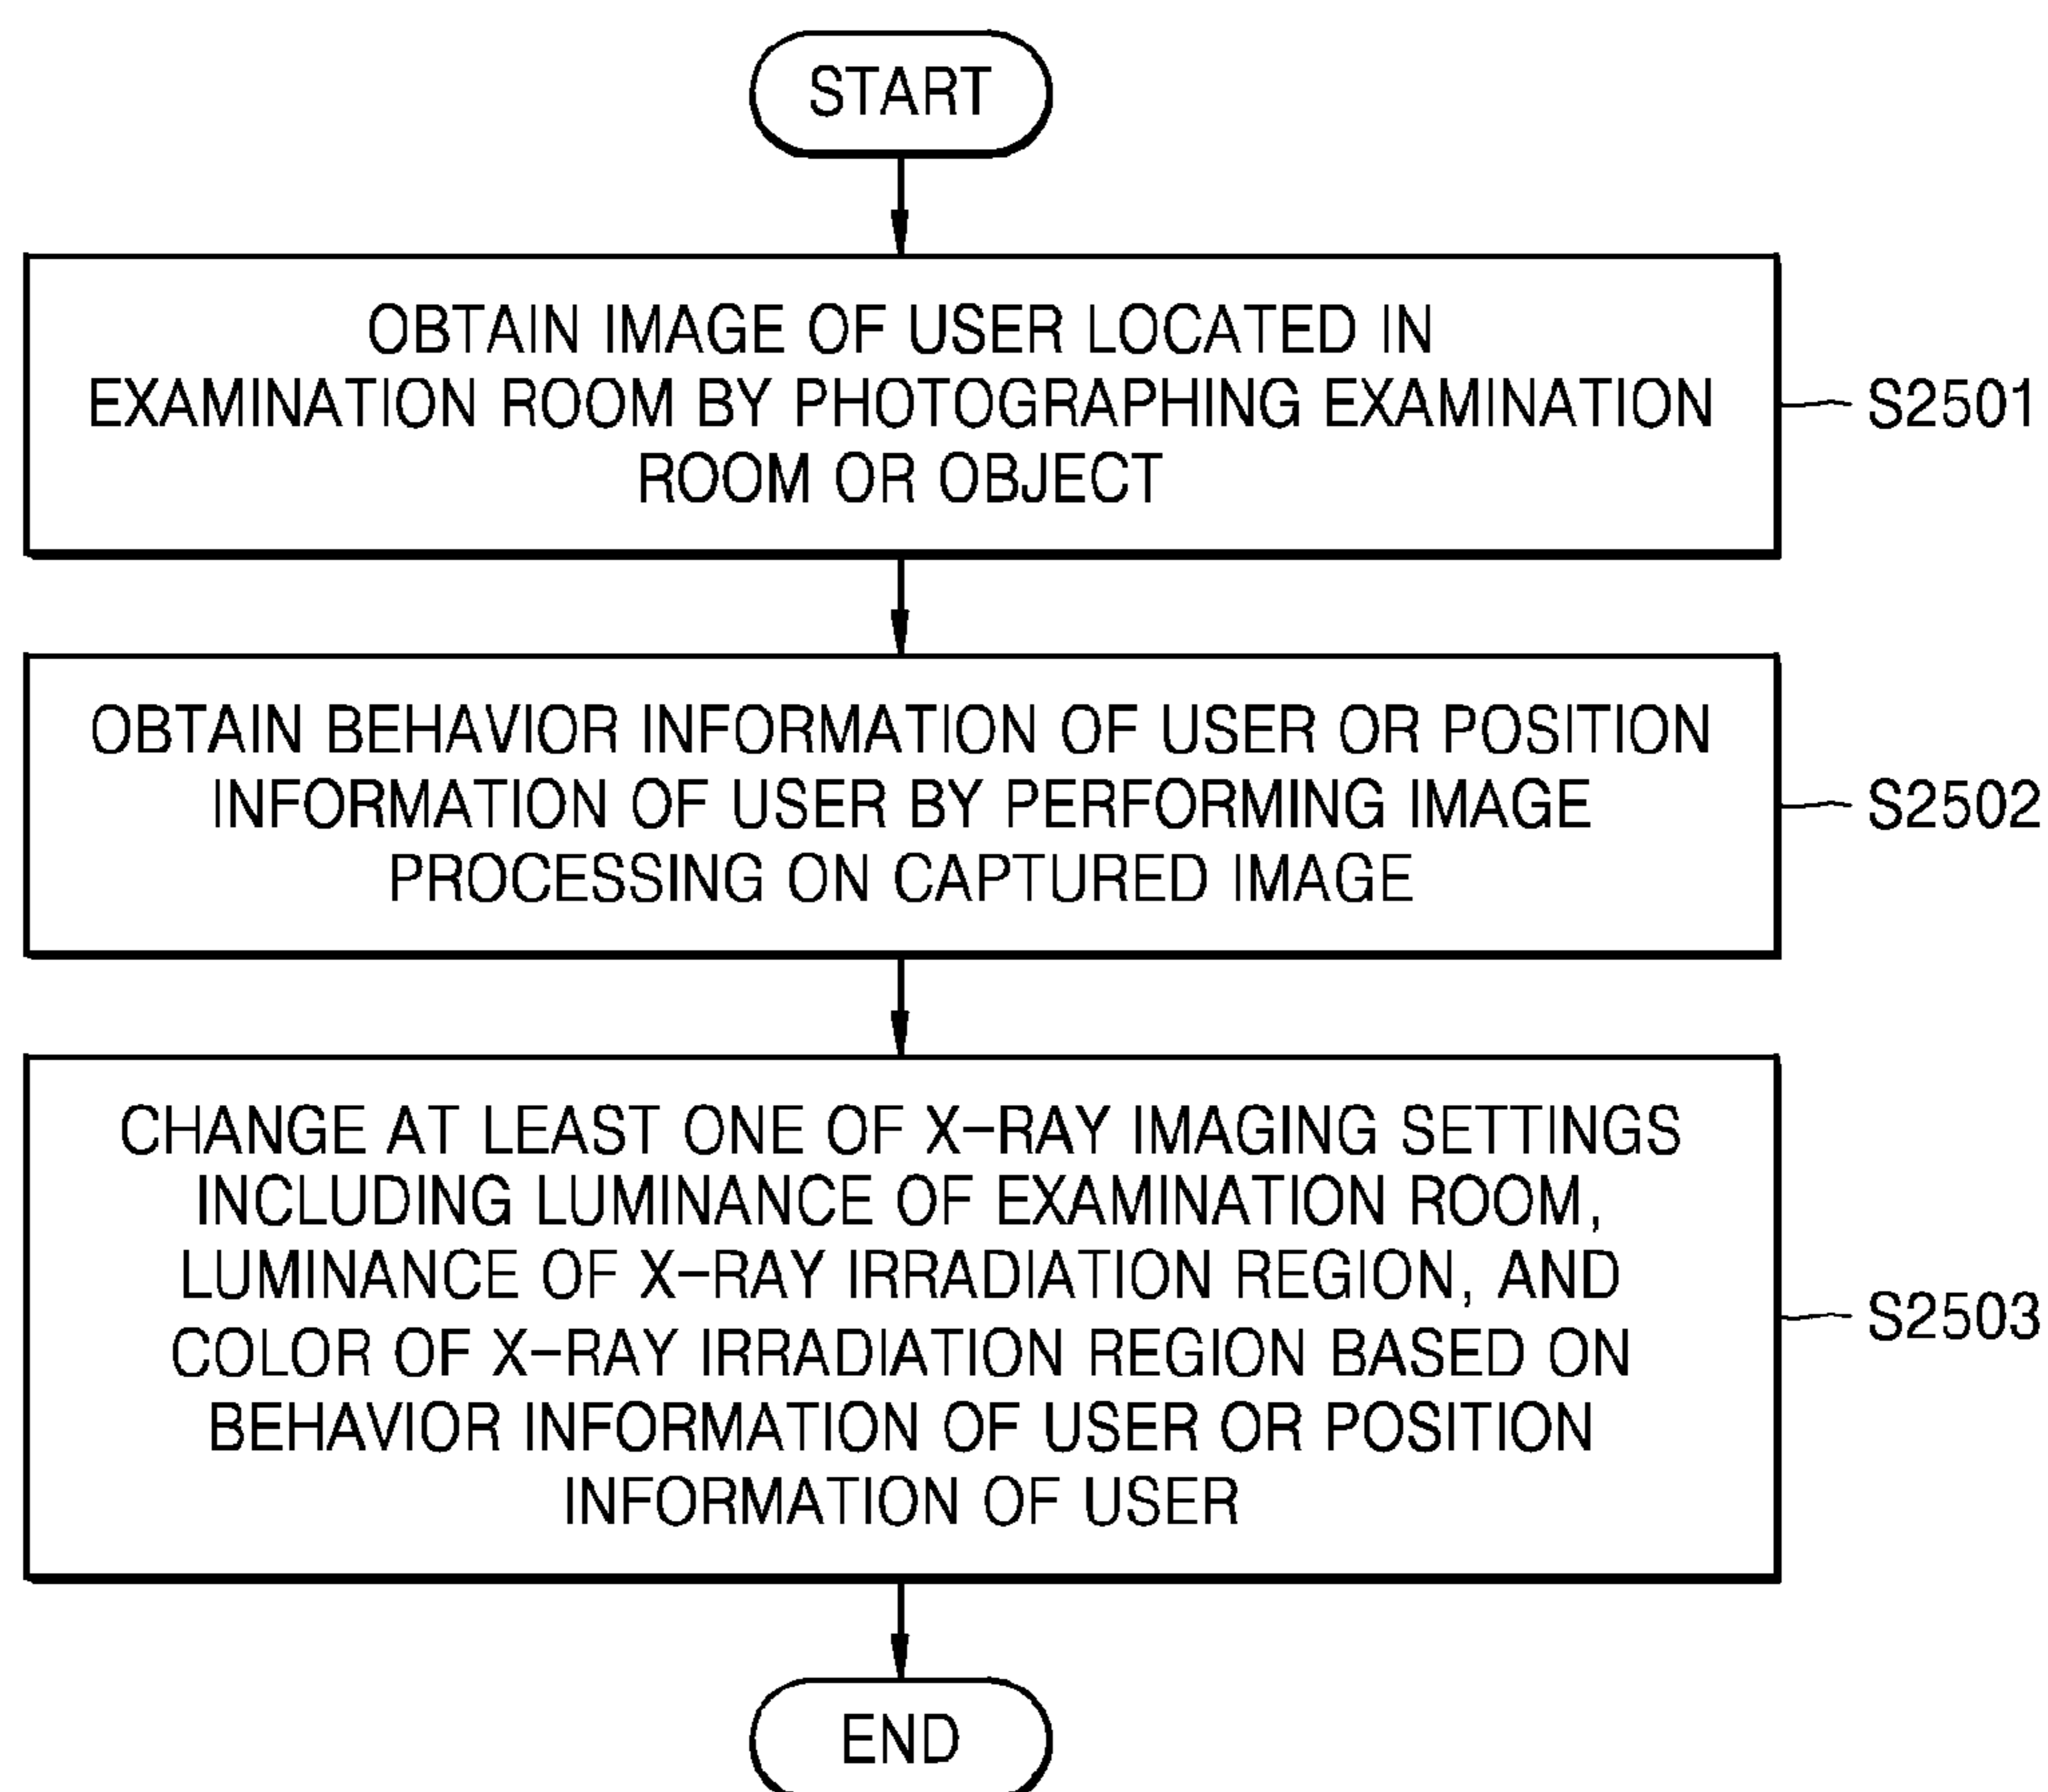 START
OBTAIN IMAGE OF USER LOCATED IN
EXAMINATION ROOM BY PHOTOGRAPHING EXAMINATION
ROOM OR OBJECT
S2501
OBTAIN BEHAVIOR INFORMATION OF USER OR POSITION
INFORMATION OF USER BY PERFORMING IMAGE
PROCESSING ON CAPTURED IMAGE
S2502
CHANGE AT LEAST ONE OF X-RAY IMAGING SETTINGS
INCLUDING LUMINANCE OF EXAMINATION ROOM,
LUMINANCE OF X-RAY IRRADIATION REGION, AND
COLOR OF X-RAY IRRADIATION REGION BASED ON
BEHAVIOR INFORMATION OF USER OR POSITION
INFORMATION OF USER
S2503
END